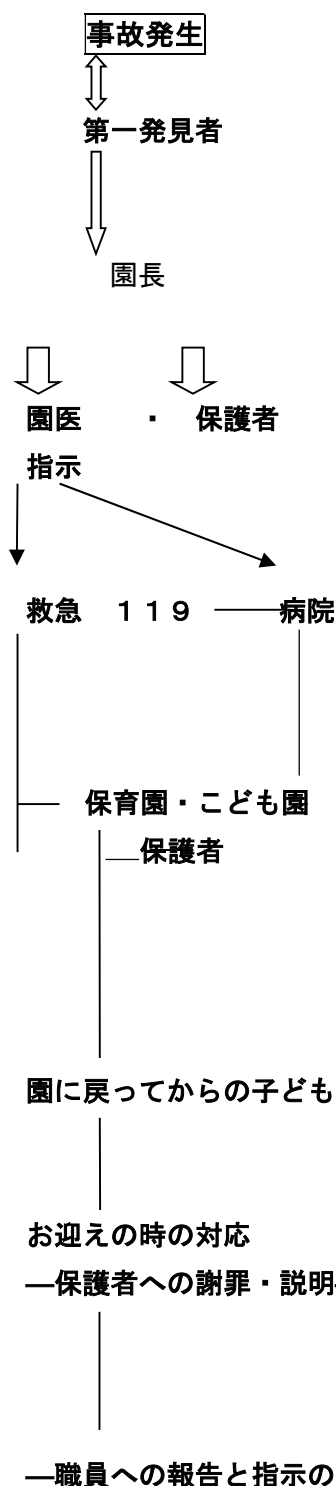 事故発生
第一発見者
園長
園医 ・ 保護者
指示
救急 １１９ 病院
保育園・こども園
保護者
園に戻ってからの子ども
お迎えの時の対応
―保護者への謝罪・説明
―職員への報告と指示の